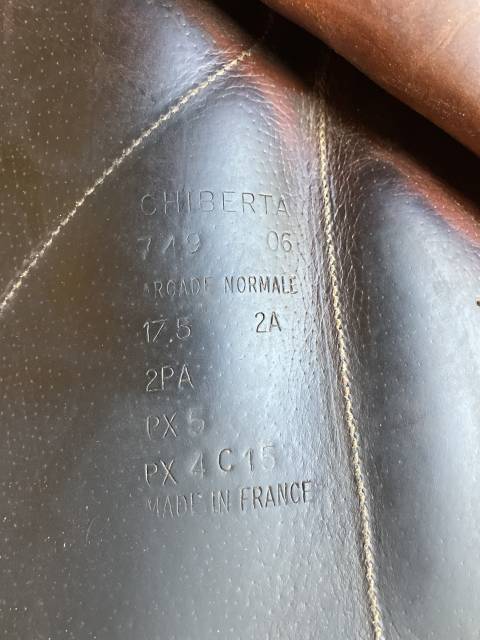 CHIBERTA
749 06
ARCADE NORMALE
17.5 2A
2PA
PX 5
PX 4 C 15
MADE IN FRANCE